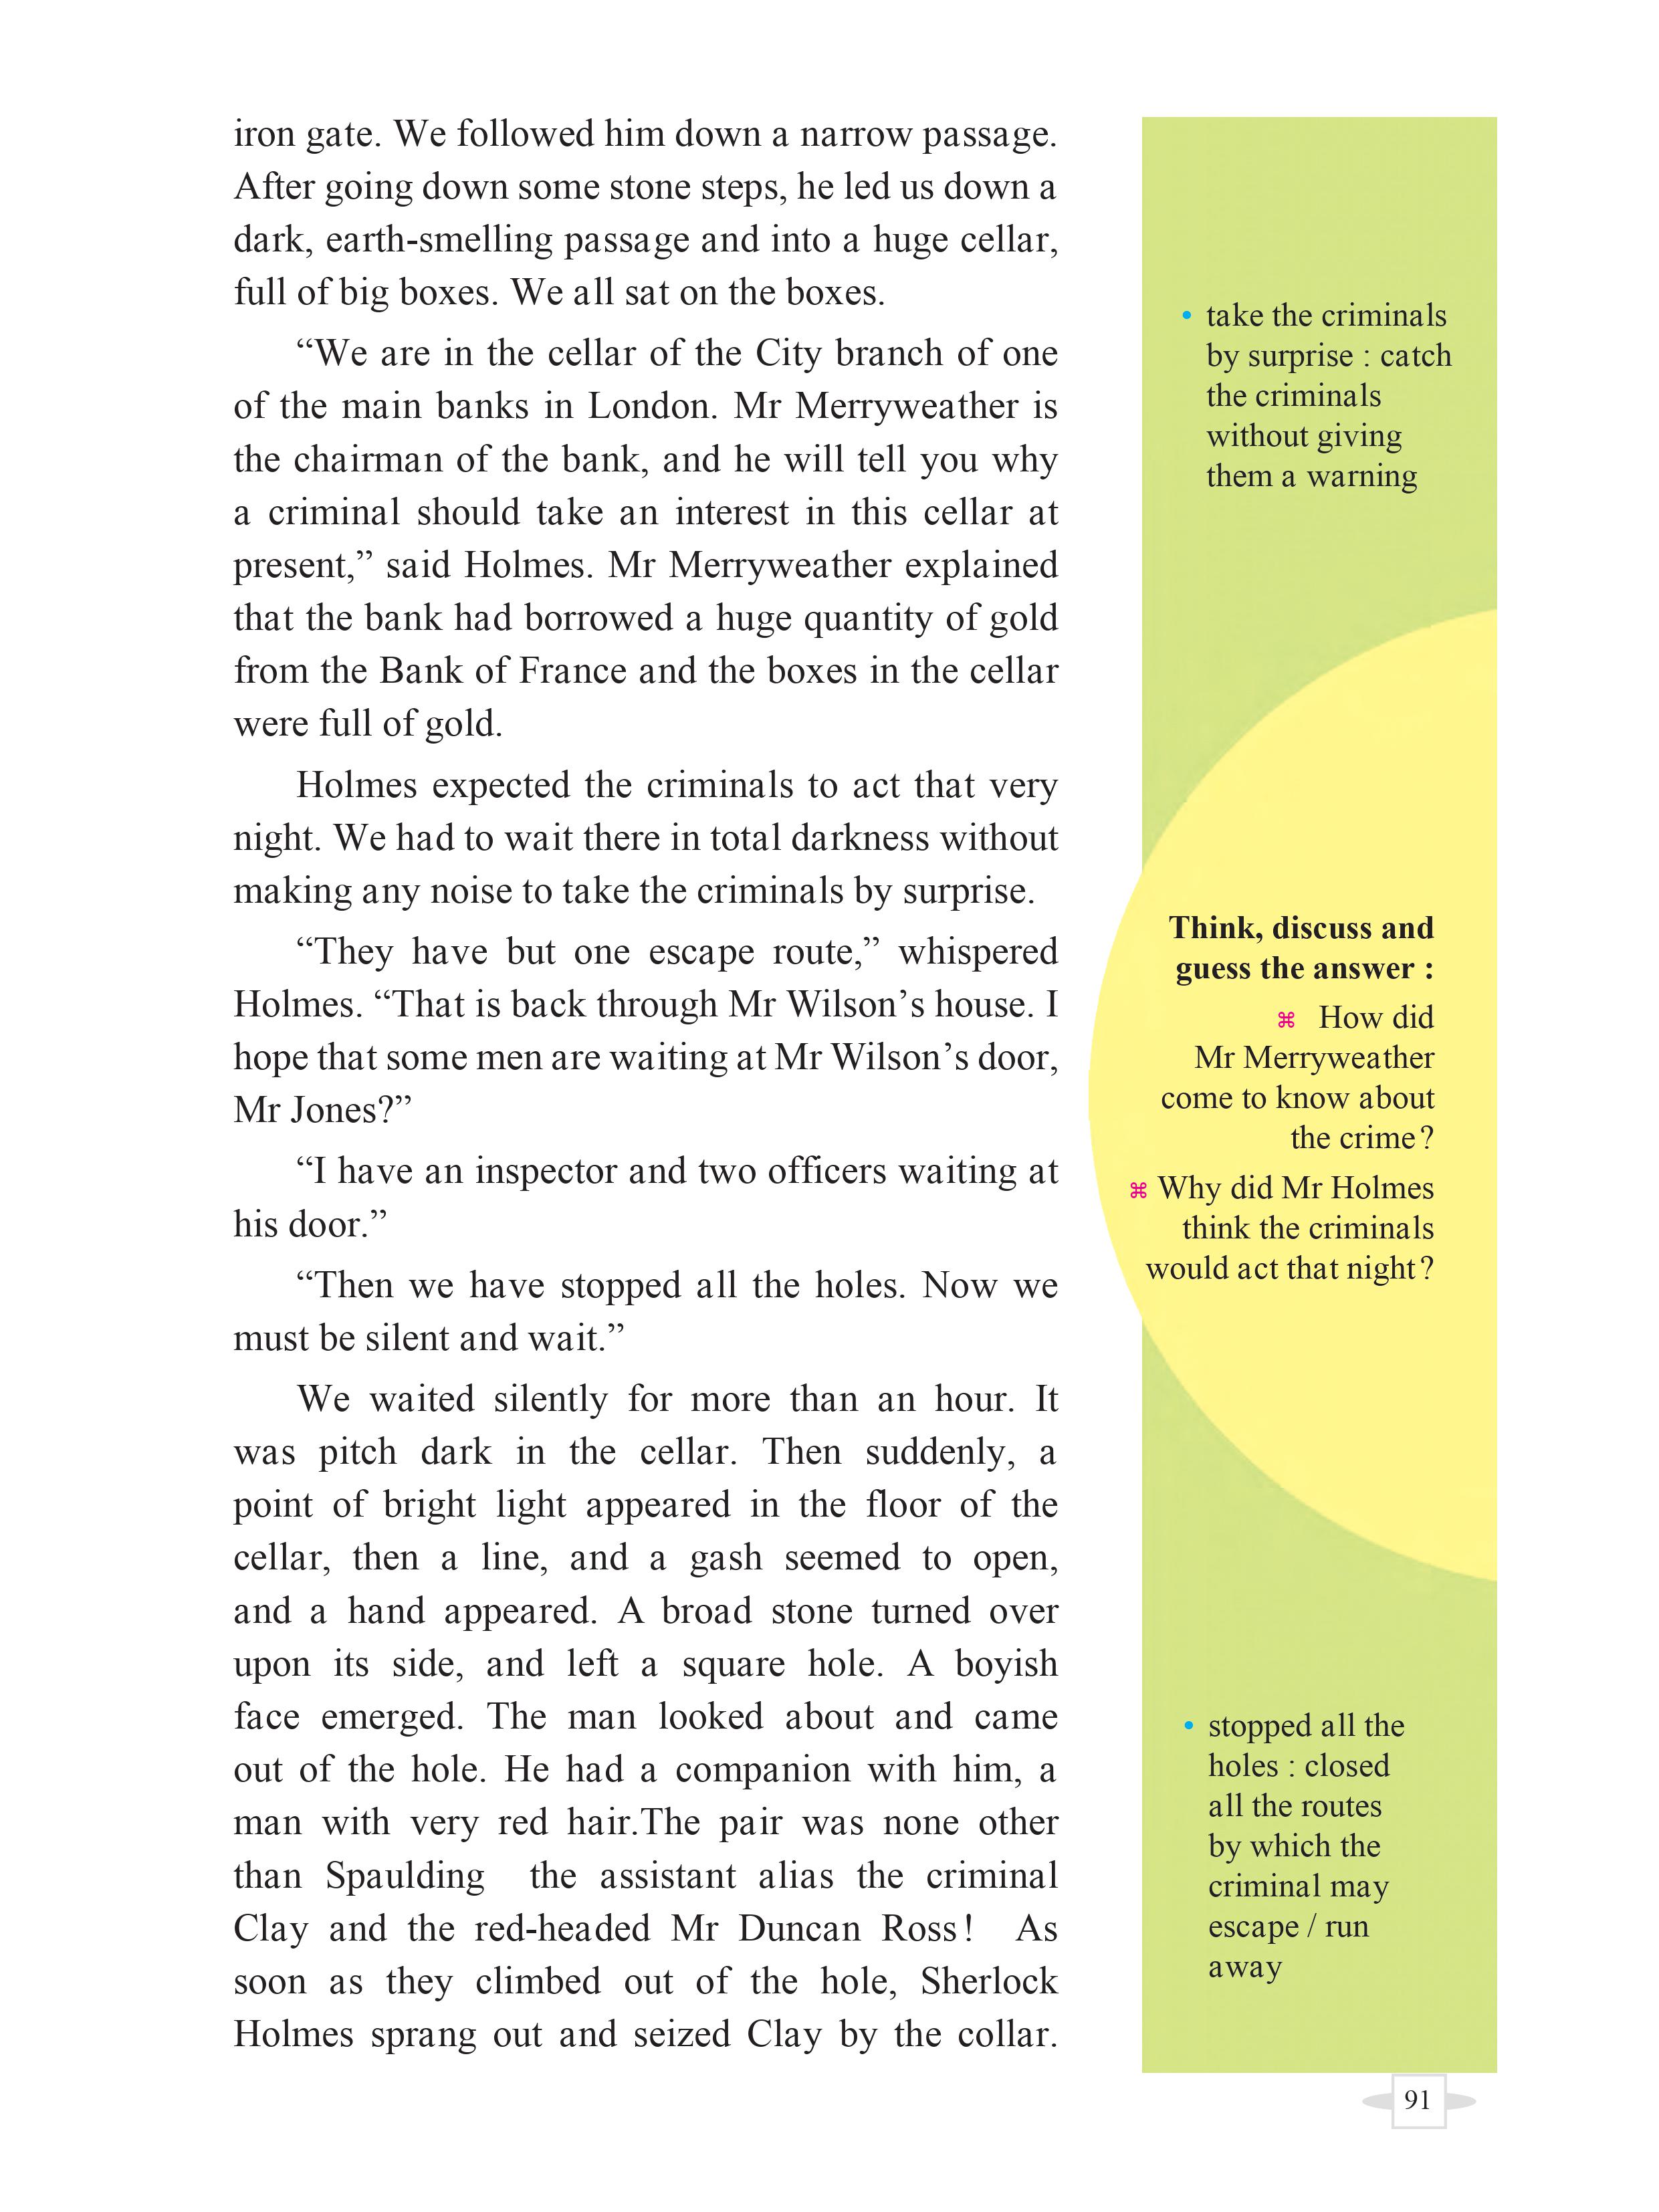 iron gate. We followed him down a narrow passage.
After going down some stone steps, he led us down a
dark, earth-smelling passage and into a huge cellar,
full of big boxes. We all sat on the boxes.
“We are in the cellar of the City branch of one
of the main banks in London. Mr Merryweather is
the chairman of the bank, and he will tell you why
a criminal should take an interest in this cellar at
present,” said Holmes. Mr Merryweather explained
that the bank had borrowed a huge quantity of gold
from the Bank of France and the boxes in the cellar
were full of gold.
Holmes expected the criminals to act that very
night. We had to wait there in total darkness without
making any noise to take the criminals by surprise.
“They have but one escape route,” whispered
Holmes. “That is back through Mr Wilson’s house. I
hope that some men are waiting at Mr Wilson’s door,
Mr Jones?”
“I have an inspector and two officers waiting at
his door.”
“Then we have stopped all the holes. Now we
must be silent and wait.”
We waited silently for more than an hour. It
was pitch dark in the cellar. Then suddenly, a
point of bright light appeared in the floor of the
cellar, then a line, and a gash seemed to open,
and a hand appeared. A broad stone turned over
upon its side, and left a square hole. A boyish
face emerged. The man looked about and came
out of the hole. He had a companion with him, a
man with very red hair.The pair was none other
than Spaulding the assistant alias the criminal
Clay and the red-headed Mr Duncan Ross! As
soon as they climbed out of the hole, Sherlock
Holmes sprang out and seized Clay by the collar.
• take the criminals
by surprise : catch
the criminals
without giving
them a warning
Think, discuss and
guess the answer :
⌘ How did
Mr Merryweather
come to know about
the crime?
⌘ Why did Mr Holmes
think the criminals
would act that night?
• stopped all the
holes : closed
all the routes
by which the
criminal may
escape / run
away
91